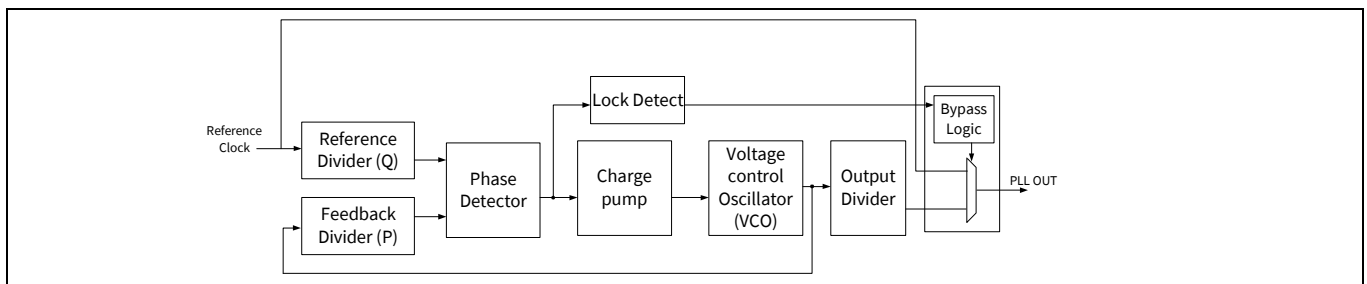 Lock Detect
Bypass
Logic
Reference
Clock
Reference
Divider (Q)
Phase
Detector
Charge
pump
Voltage
control
Oscillator
(VCO)
Output
Divider
PLL OUT
Feedback
Divider (P)